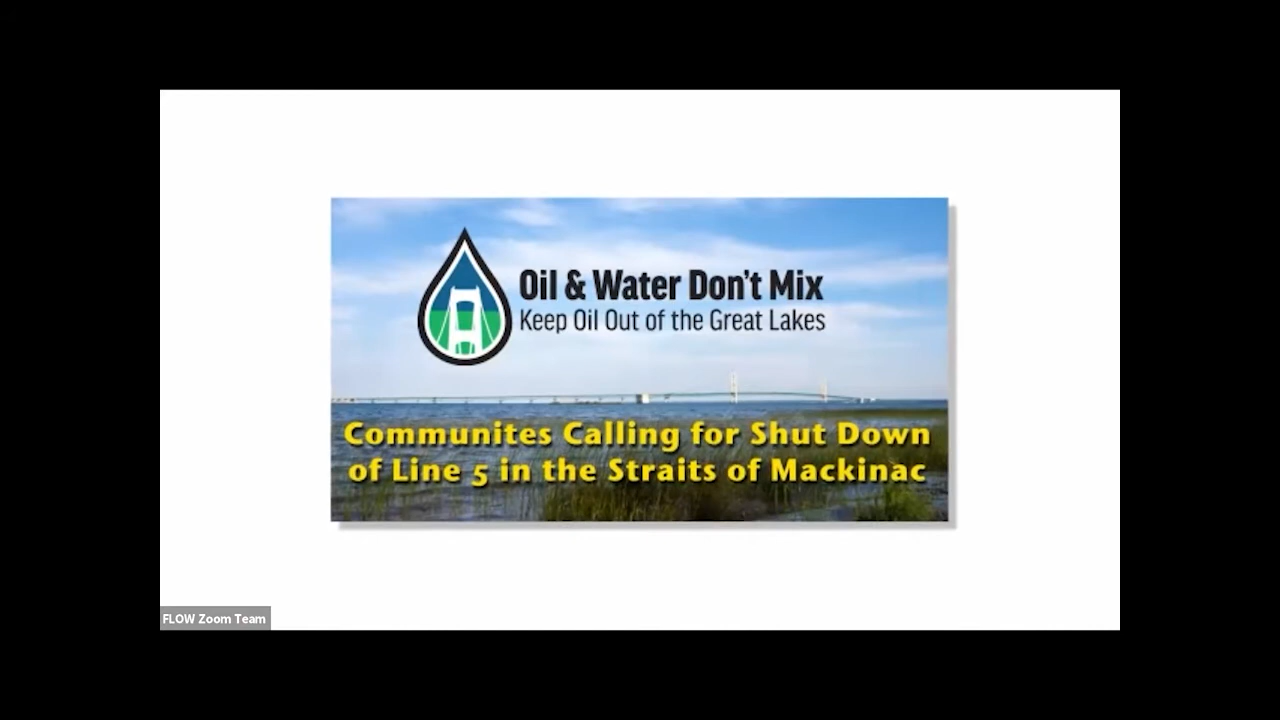 Oil & Water Don't Mix
Keep Oil Out of the Great Lakes
Communites Calling for Shut Down
of Line 5 in the Straits of Mackinac
FLOW Zoom Team